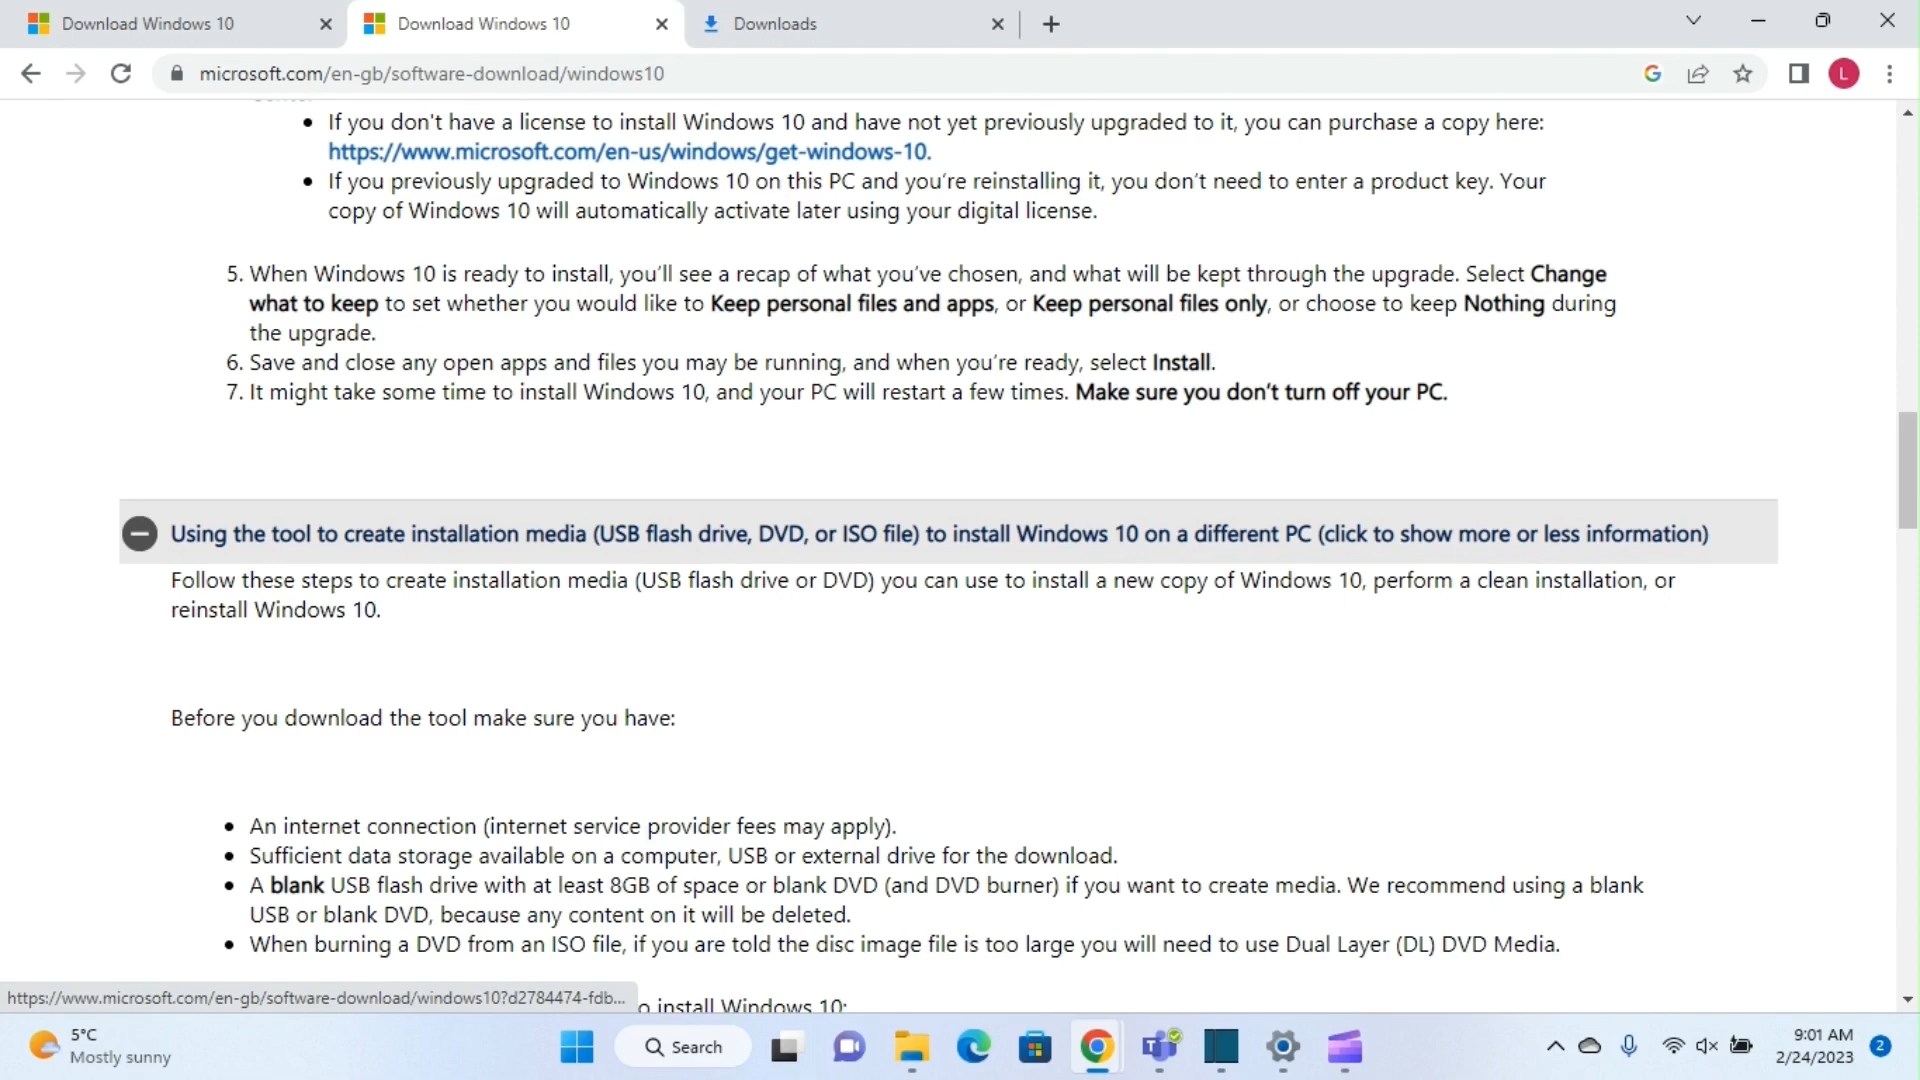 Download Windows 10
Download Windows 10
Downloads
microsoft.com/en-gb/software-download/windows10
L
• If you don't have a license to install Windows 10 and have not yet previously upgraded to it, you can purchase a copy here:
https://www.microsoft.com/en-us/windows/get-windows-10.
• If you previously upgraded to Windows 10 on this PC and you’re reinstalling it, you don’t need to enter a product key. Your
copy of Windows 10 will automatically activate later using your digital license.
5. When Windows 10 is ready to install, you’ll see a recap of what you’ve chosen, and what will be kept through the upgrade. Select Change
what to keep to set whether you would like to Keep personal files and apps, or Keep personal files only, or choose to keep Nothing during
the upgrade.
6. Save and close any open apps and files you may be running, and when you’re ready, select Install.
7. It might take some time to install Windows 10, and your PC will restart a few times. Make sure you don’t turn off your PC.
Using the tool to create installation media (USB flash drive, DVD, or ISO file) to install Windows 10 on a different PC (click to show more or less information)
Follow these steps to create installation media (USB flash drive or DVD) you can use to install a new copy of Windows 10, perform a clean installation, or
reinstall Windows 10.
Before you download the tool make sure you have:
• An internet connection (internet service provider fees may apply).
• Sufficient data storage available on a computer, USB or external drive for the download.
• A blank USB flash drive with at least 8GB of space or blank DVD (and DVD burner) if you want to create media. We recommend using a blank
USB or blank DVD, because any content on it will be deleted.
• When burning a DVD from an ISO file, if you are told the disc image file is too large you will need to use Dual Layer (DL) DVD Media.
https://www.microsoft.com/en-gb/software-download/windows10?d2784474-fdb...
o install Windows 10:
5°C
Mostly sunny
Search
9:01 AM
2/24/2023
2